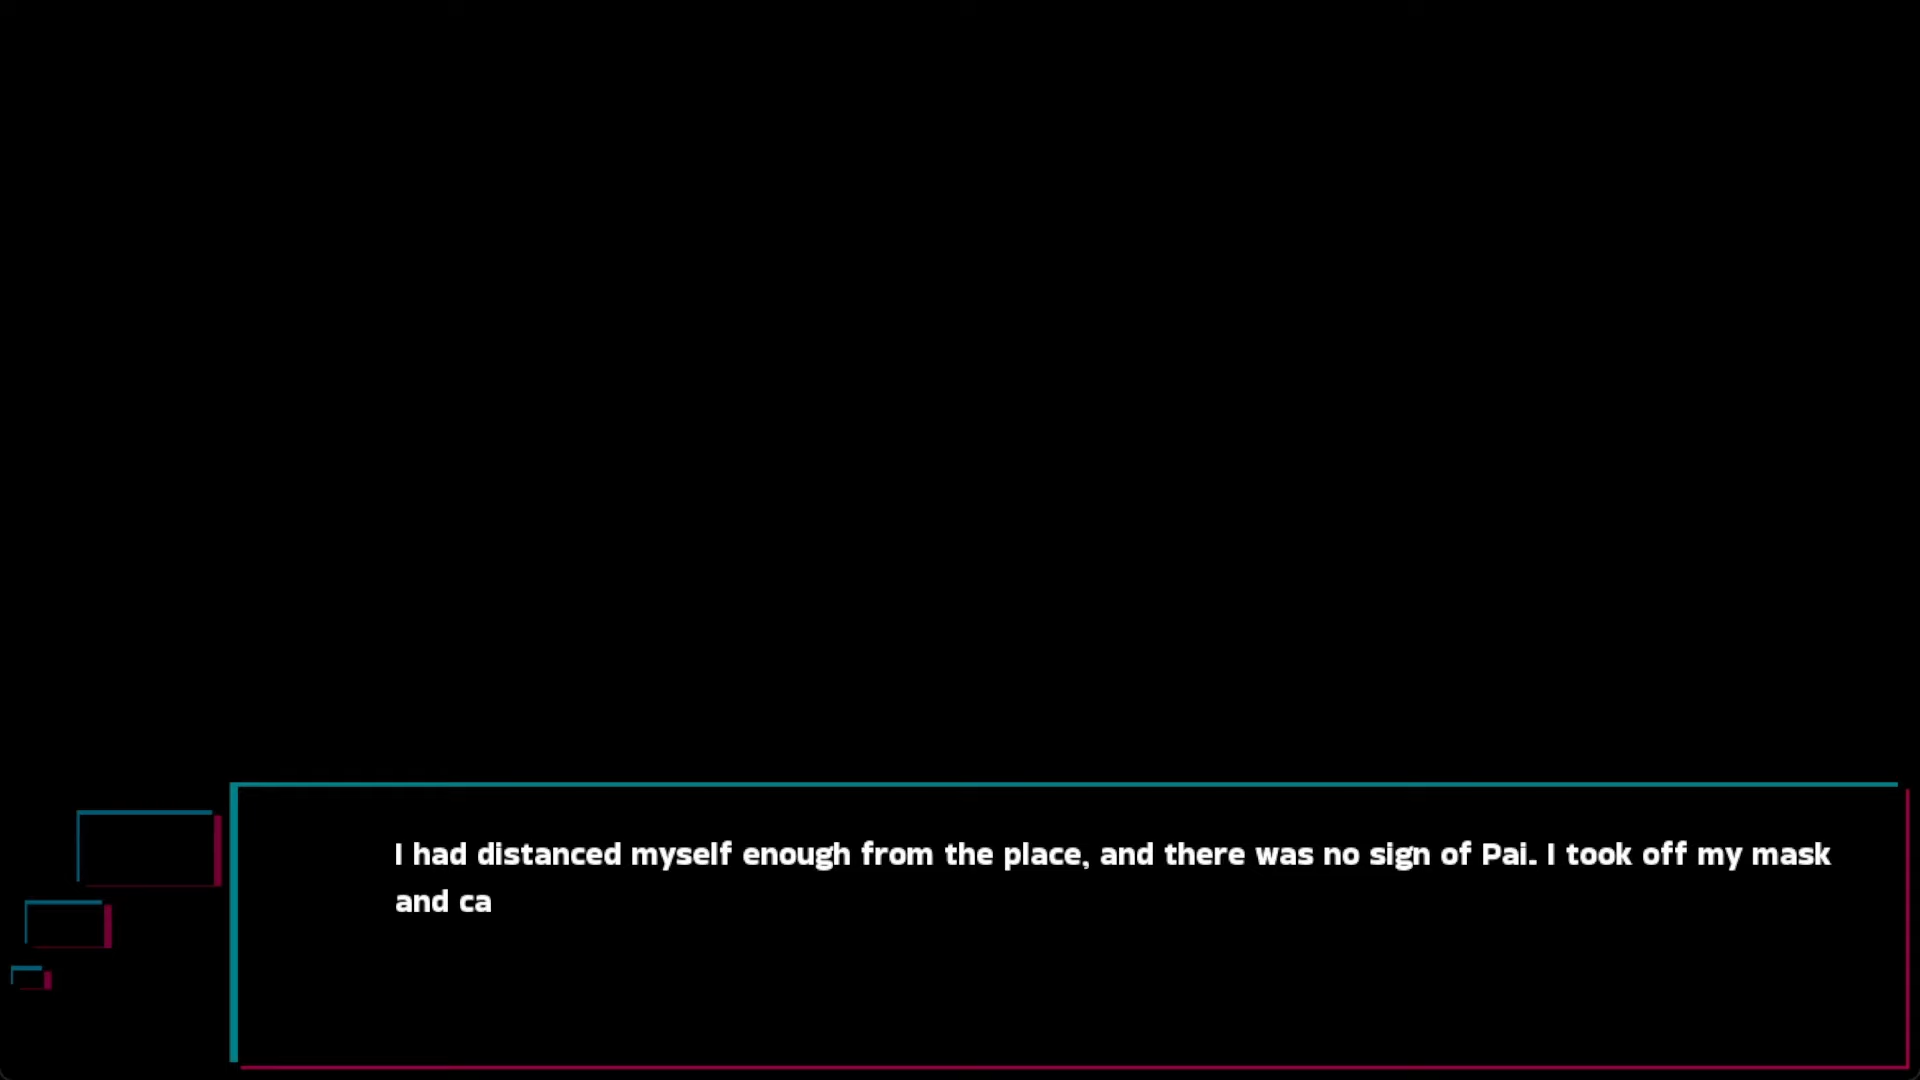 I had distanced myself enough from the place, and there was no sign of Pai. I took off my mask
and ca